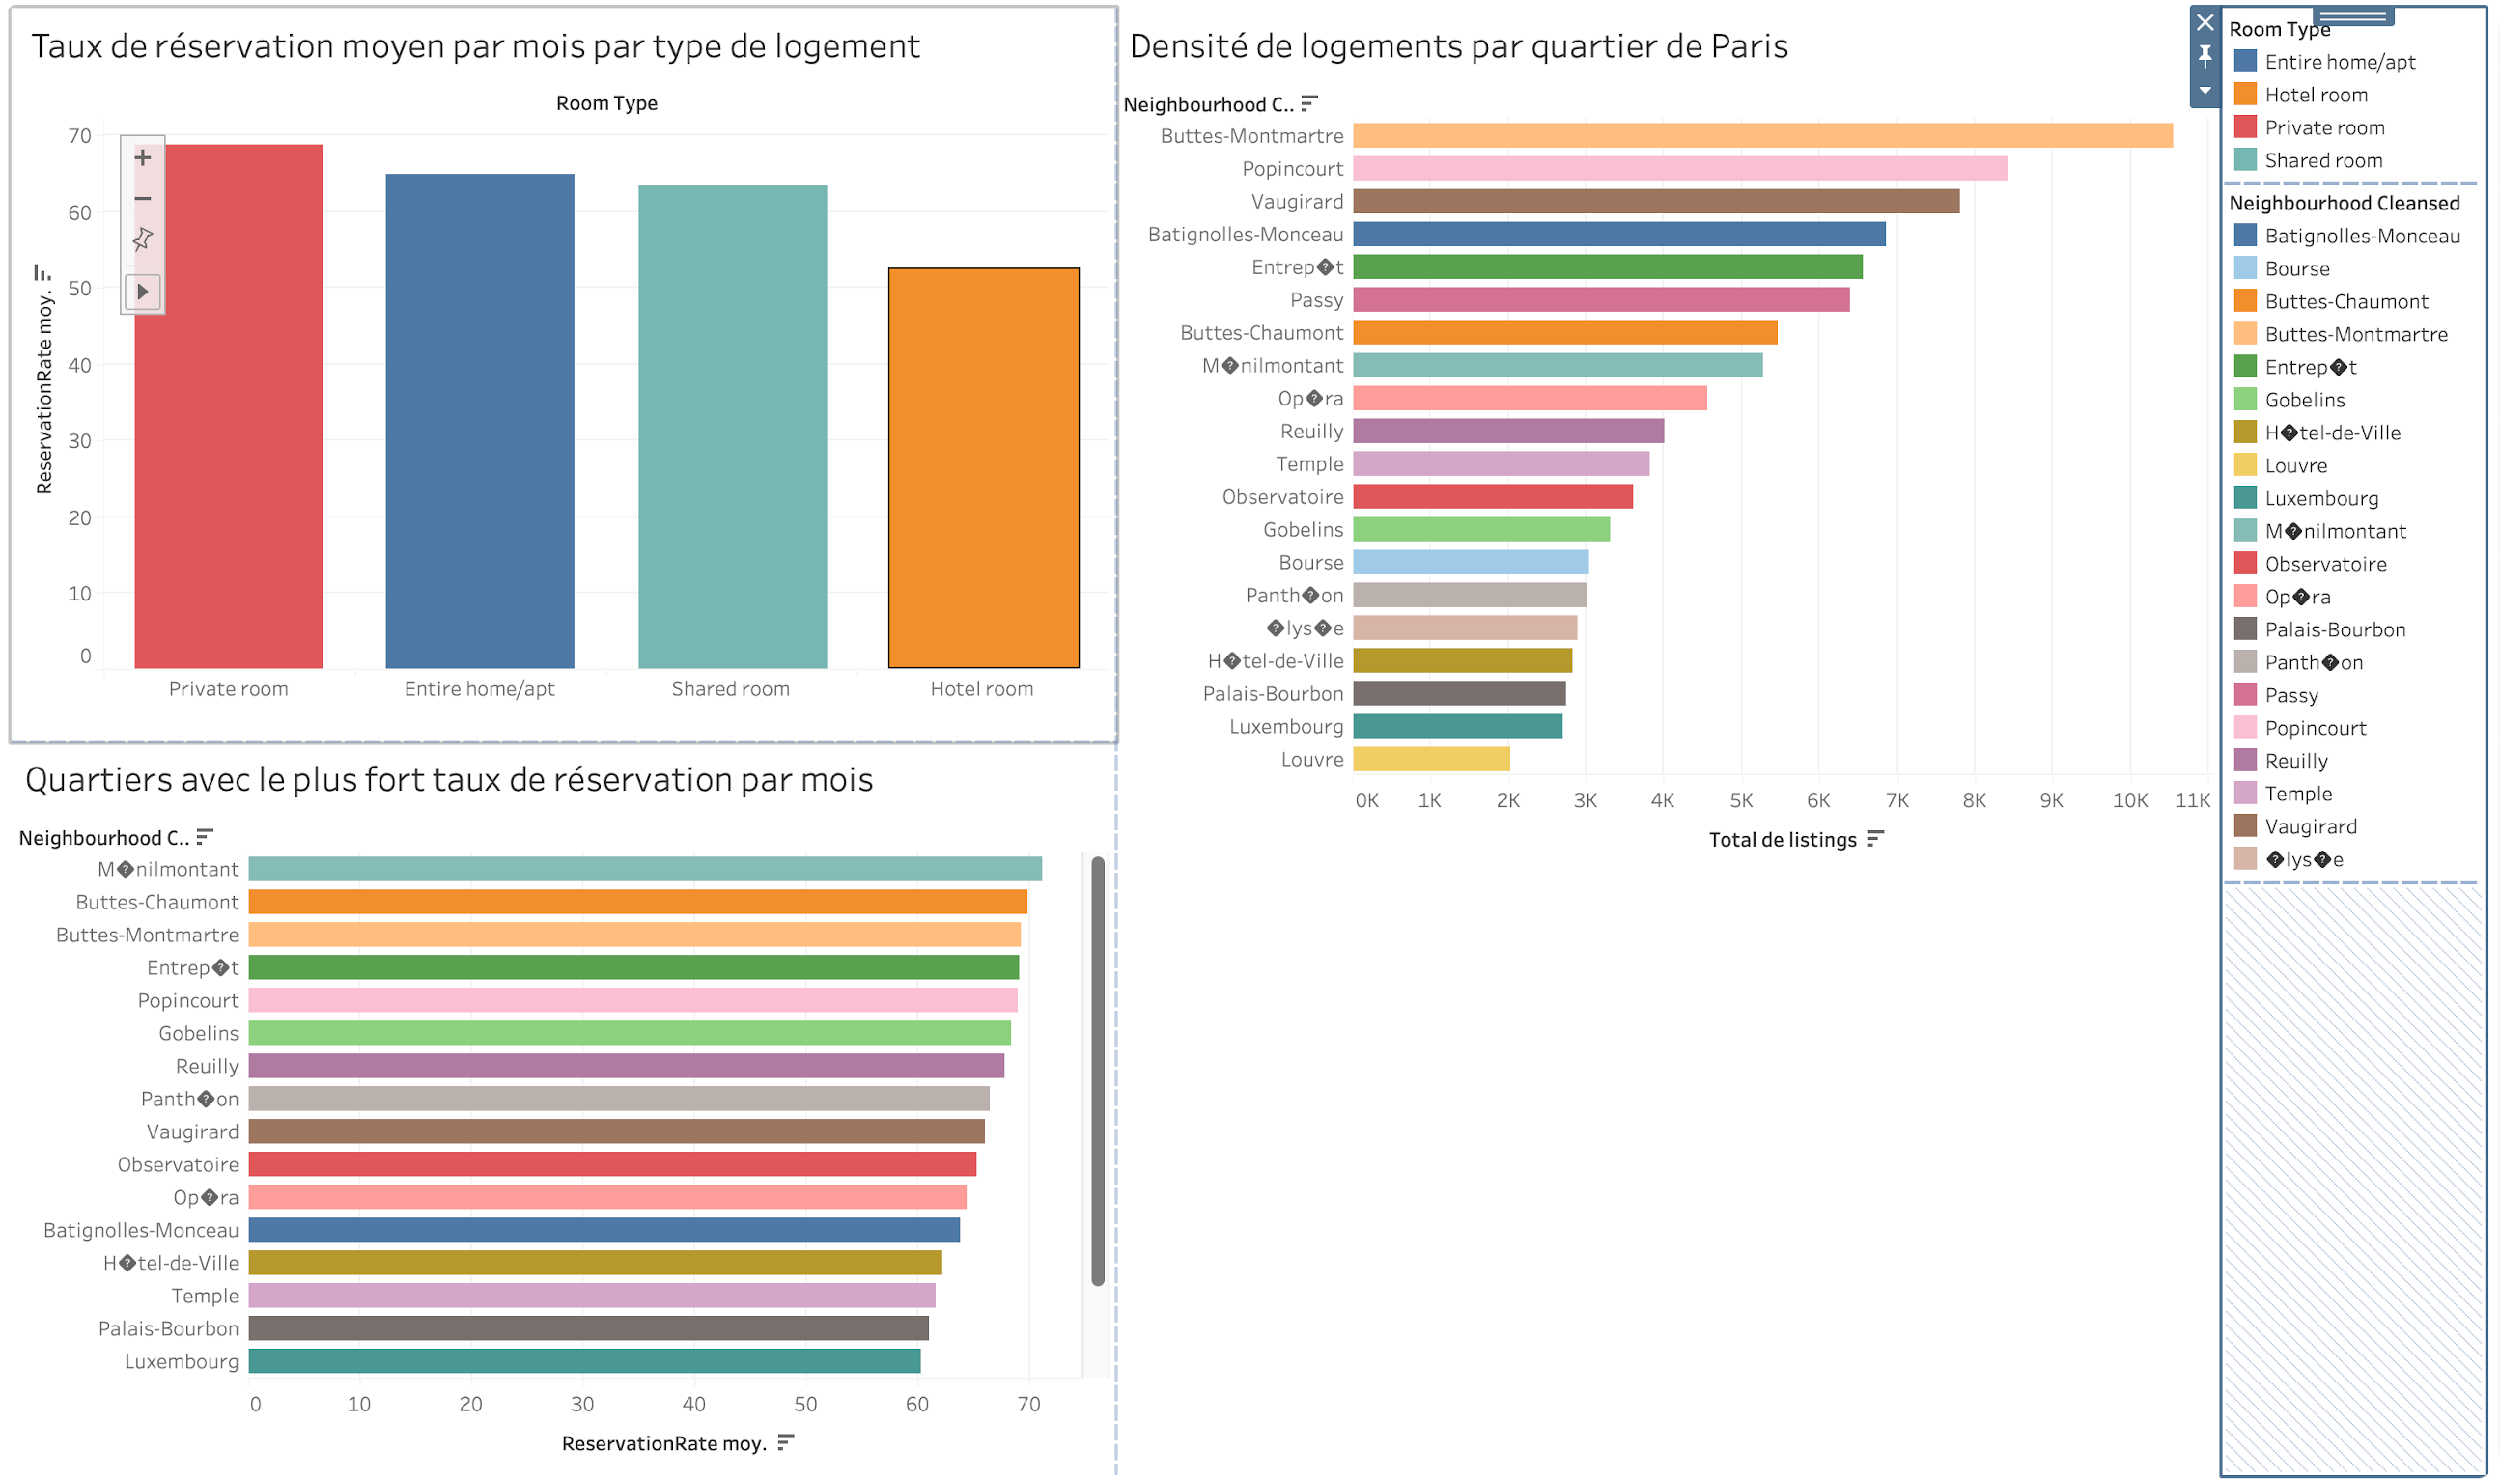 Taux de réservation moyen par mois par type de logement
Room Type
ReservationRate moy.
70
60
50
40
30
20
10
0
Private room
Entire home/apt
Shared room
Hotel room
Densité de logements par quartier de Paris
Neighbourhood C..
Buttes-Montmartre
Popincourt
Vaugirard
Batignolles-Monceau
Entrep�t
Passy
Buttes-Chaumont
M�nilmontant
Op�ra
Reuilly
Temple
Observatoire
Gobelins
Bourse
Panth�on
�lys�e
H�tel-de-Ville
Palais-Bourbon
Luxembourg
Louvre
0K 1K 2K 3K 4K 5K 6K 7K 8K 9K 10K 11K
Total de listings
Room Type
Entire home/apt
Hotel room
Private room
Shared room
Neighbourhood Cleansed
Batignolles-Monceau
Bourse
Buttes-Chaumont
Buttes-Montmartre
Entrep�t
Gobelins
H�tel-de-Ville
Louvre
Luxembourg
M�nilmontant
Observatoire
Op�ra
Palais-Bourbon
Panth�on
Passy
Popincourt
Reuilly
Temple
Vaugirard
�lys�e
Quartiers avec le plus fort taux de réservation par mois
Neighbourhood C..
M�nilmontant
Buttes-Chaumont
Buttes-Montmartre
Entrep�t
Popincourt
Gobelins
Reuilly
Panth�on
Vaugirard
Observatoire
Op�ra
Batignolles-Monceau
H�tel-de-Ville
Temple
Palais-Bourbon
Luxembourg
0 10 20 30 40 50 60 70
ReservationRate moy.